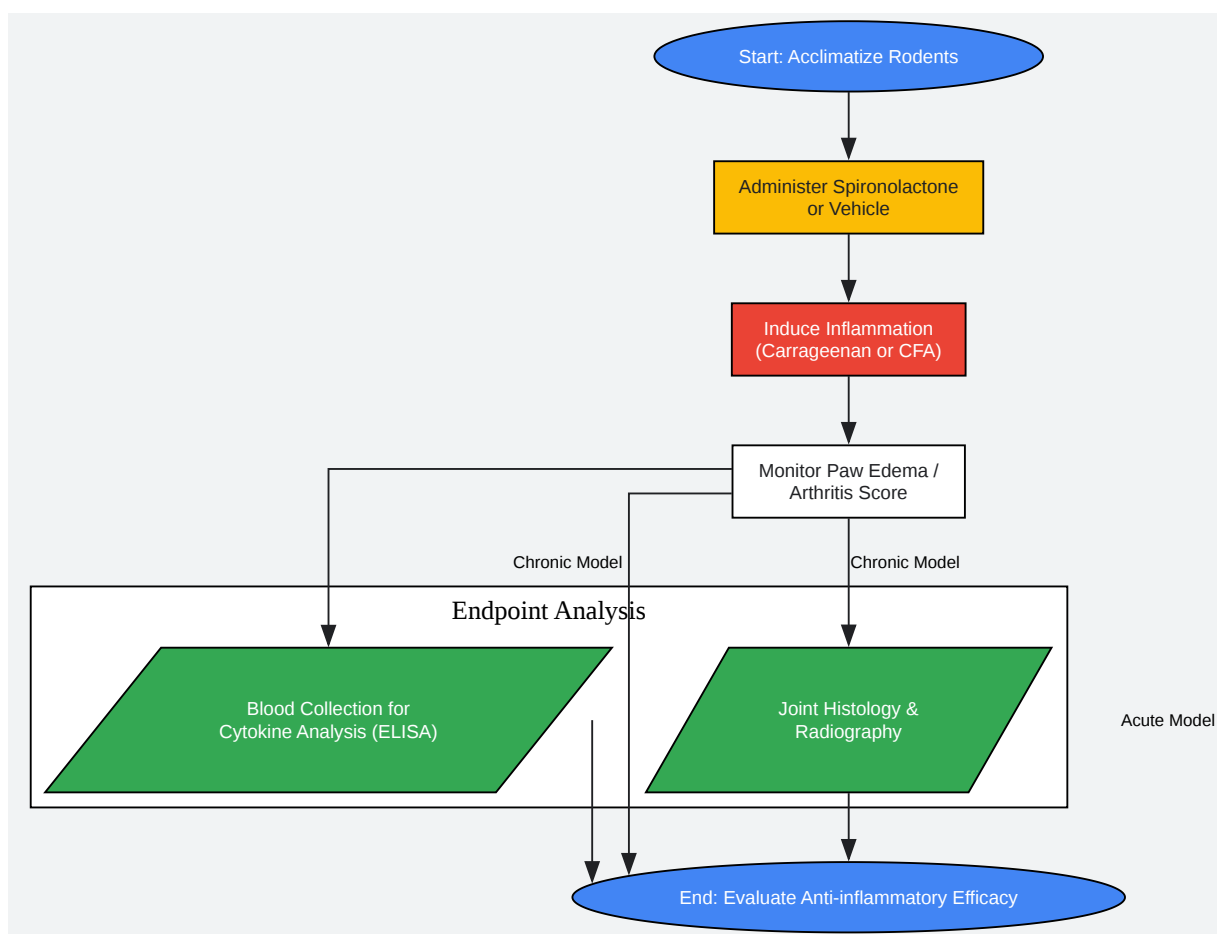 Start: Acclimatize Rodents
Administer Spironolactone
or Vehicle
Induce Inflammation
(Carrageenan or CFA)
Monitor Paw Edema /
Arthritis Score
Chronic Model
Chronic Model
Endpoint Analysis
Blood Collection for
Cytokine Analysis (ELISA)
Joint Histology &
Radiography
Acute Model
End: Evaluate Anti-inflammatory Efficacy